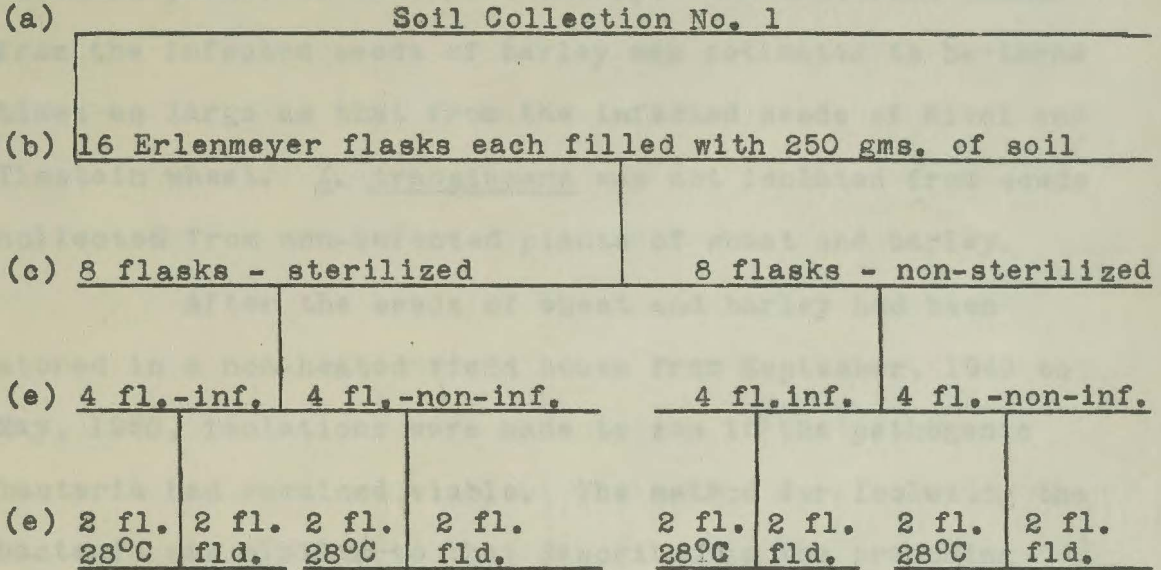 (a) Soil Collection No. 1
(b) 16 Erlenmeyer flasks each filled with 250 gms. of soil
(c) 8 flasks - sterilized 8 flasks - non-sterilized
(e) 4 fl.-inf. 4 fl.-non-inf. 4 fl.inf. 4 fl.-non-inf.
(e) 2 fl. 2 fl. 2 fl. 2 fl. 2 fl. 2 fl. 2 fl. 2 fl.
28°C fld. 28°C fld. 28°C fld. 28°C fld.